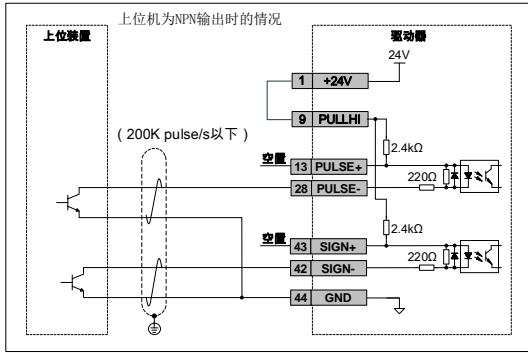 上位机为NPN输出时的情况
上位装置
驱动器
24V
1 +24V
9 PULLHI
(200K pulse/s以下)
2.4kΩ
空置
13 PULSE+
220Ω
28 PULSE-
2.4kΩ
空置
43 SIGN+
220Ω
42 SIGN-
44 GND